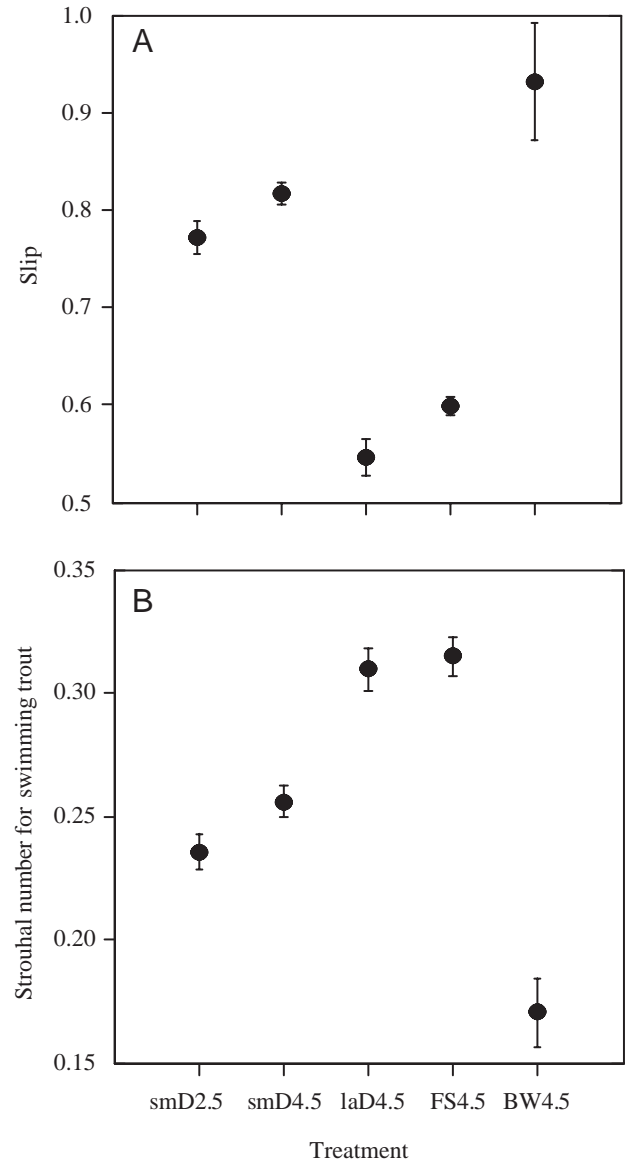 1.0
A
0.9
0.8
Slip
0.7
0.6
0.5
0.35
B
0.30
Strouhal number for swimming trout
0.25
0.20
0.15
smD2.5 smD4.5 laD4.5 FS4.5 BW4.5
Treatment